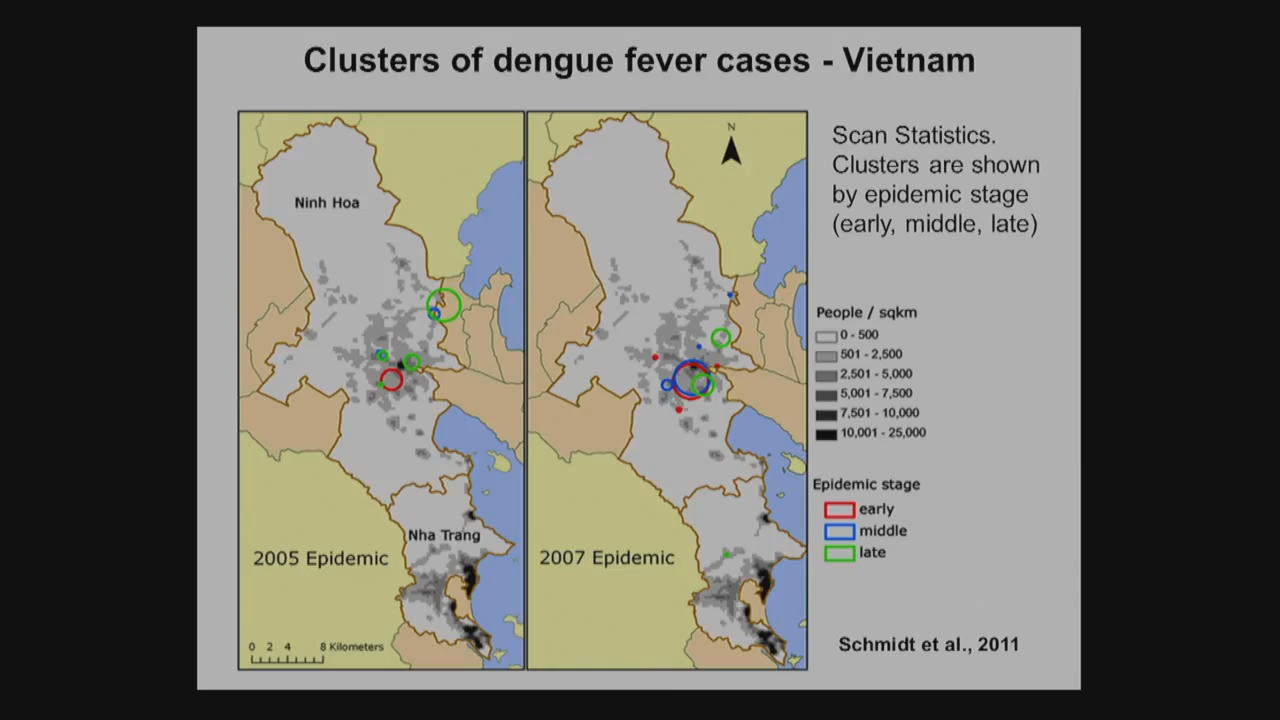 Clusters of dengue fever cases - Vietnam
Ninh Hoa
Nha Trang
2005 Epidemic
0 2 4 8 Kilometers
N
2007 Epidemic
Scan Statistics.
Clusters are shown
by epidemic stage
(early, middle, late)
People / sqkm
0 - 500
501 - 2,500
2,501 - 5,000
5,001 - 7,500
7,501 - 10,000
10,001 - 25,000
Epidemic stage
early
middle
late
Schmidt et al., 2011